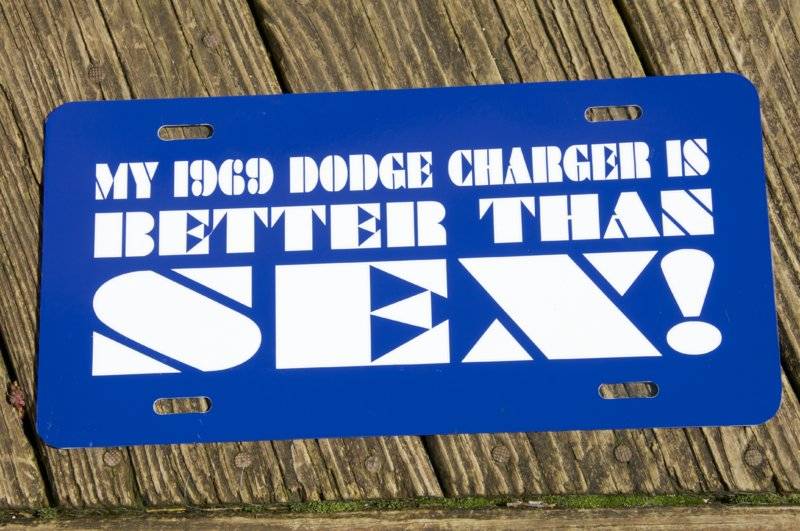 MY 1969 DODGE CHARGER IS
BETTER THAN
SEX!